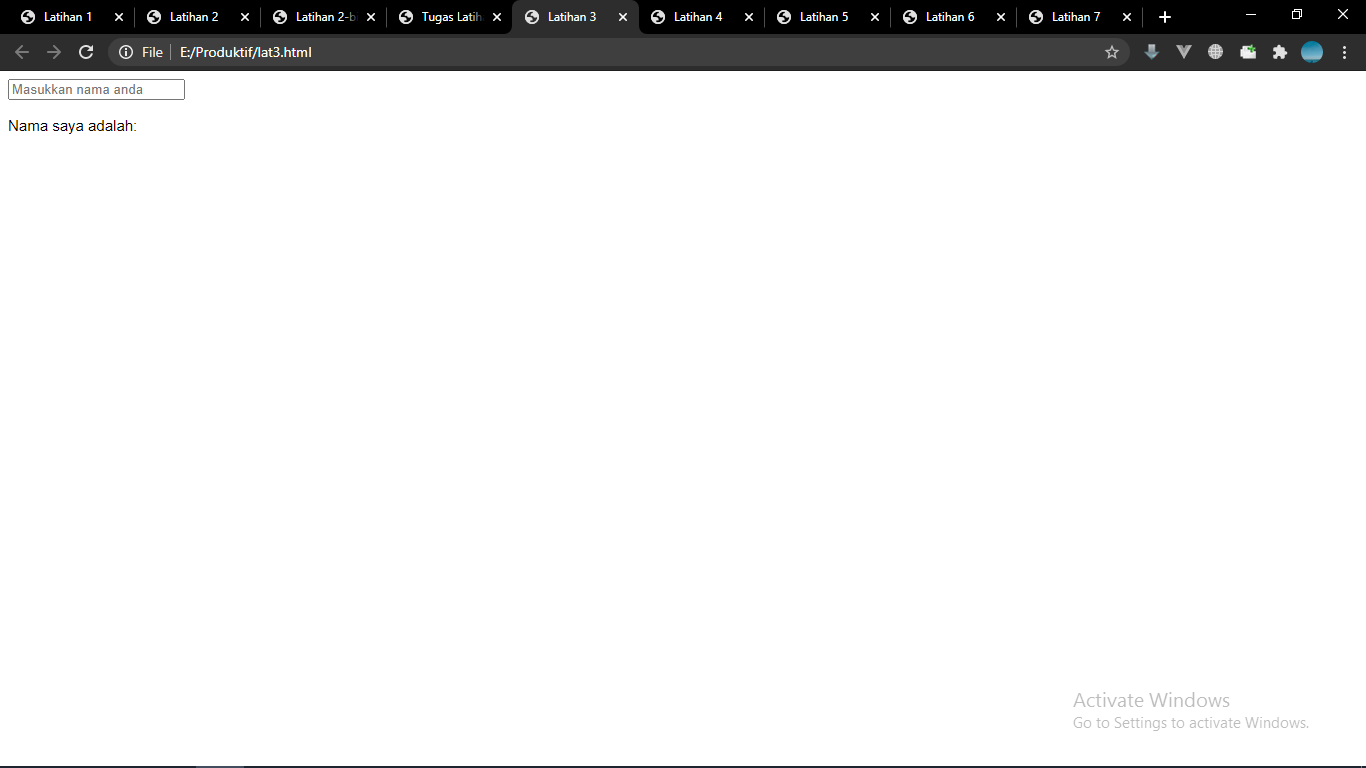 Latihan 1
Latihan 2
Latihan 2-b
Tugas Latih
Latihan 3
Latihan 4
Latihan 5
Latihan 6
Latihan 7
File
E:/Produktif/lat3.html
Masukkan nama anda
Nama saya adalah:
Activate Windows
Go to Settings to activate Windows.